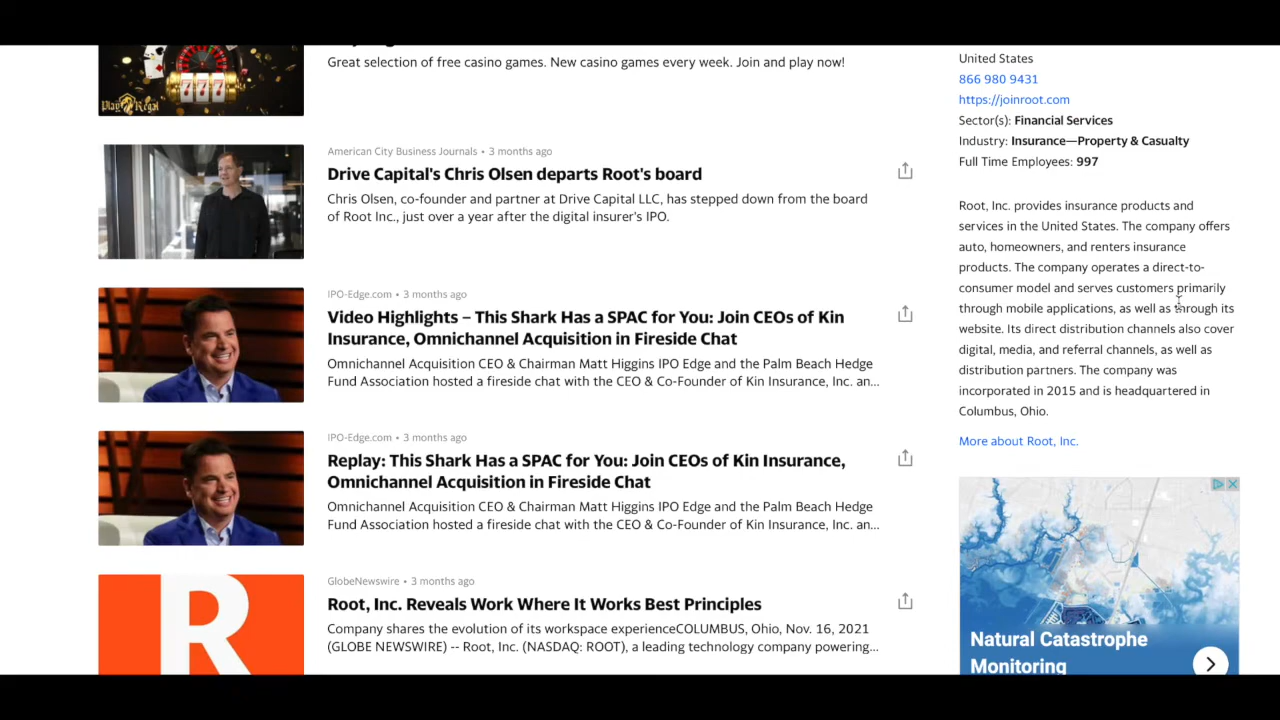 Great selection of free casino games. New casino games every week. Join and play now!
777
Play Regal
American City Business Journals • 3 months ago
Drive Capital's Chris Olsen departs Root's board
Chris Olsen, co-founder and partner at Drive Capital LLC, has stepped down from the board
of Root Inc., just over a year after the digital insurer's IPO.
IPO-Edge.com • 3 months ago
Video Highlights – This Shark Has a SPAC for You: Join CEOs of Kin
Insurance, Omnichannel Acquisition in Fireside Chat
Omnichannel Acquisition CEO & Chairman Matt Higgins IPO Edge and the Palm Beach Hedge
Fund Association hosted a fireside chat with the CEO & Co-Founder of Kin Insurance, Inc. an...
IPO-Edge.com • 3 months ago
Replay: This Shark Has a SPAC for You: Join CEOs of Kin Insurance,
Omnichannel Acquisition in Fireside Chat
Omnichannel Acquisition CEO & Chairman Matt Higgins IPO Edge and the Palm Beach Hedge
Fund Association hosted a fireside chat with the CEO & Co-Founder of Kin Insurance, Inc. an...
R
GlobeNewswire • 3 months ago
Root, Inc. Reveals Work Where It Works Best Principles
Company shares the evolution of its workspace experienceCOLUMBUS, Ohio, Nov. 16, 2021
(GLOBE NEWSWIRE) -- Root, Inc. (NASDAQ: ROOT), a leading technology company powering...
United States
866 980 9431
https://joinroot.com
Sector(s): Financial Services
Industry: Insurance—Property & Casualty
Full Time Employees: 997
Root, Inc. provides insurance products and
services in the United States. The company offers
auto, homeowners, and renters insurance
products. The company operates a direct-to-
consumer model and serves customers primarily
through mobile applications, as well as through its
website. Its direct distribution channels also cover
digital, media, and referral channels, as well as
distribution partners. The company was
incorporated in 2015 and is headquartered in
Columbus, Ohio.
More about Root, Inc.
Natural Catastrophe
Monitoring